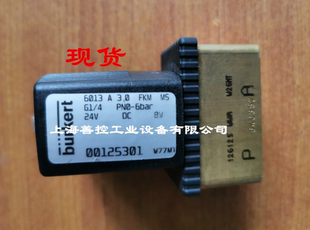 现货
bürkert
6013 A 3,0 FKM MS
G1/4 PN0-6bar
24V DC 8W
00125301
W77MI
上海善控工业设备有限公司
P
A